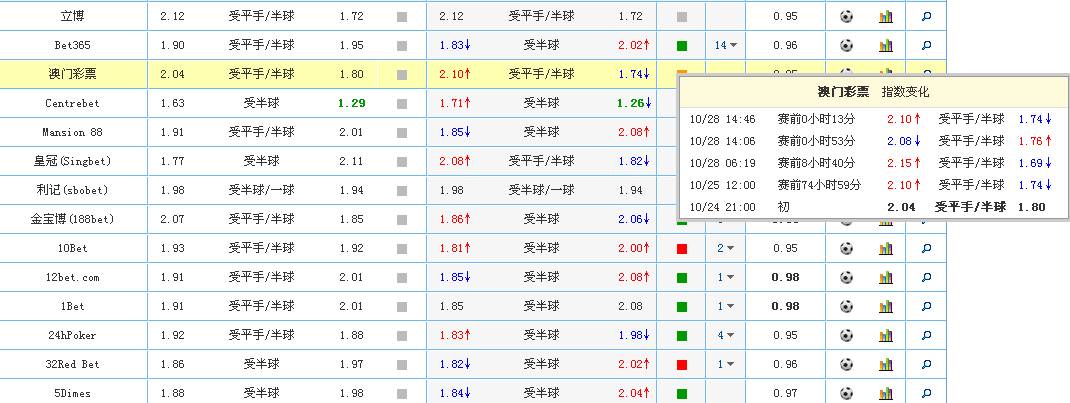 立博 2.12 受平手/半球 1.72 2.12 受平手/半球 1.72 0.95
Bet365 1.90 受平手/半球 1.95 1.83↓ 受半球 2.02↑ 14 0.96
澳门彩票 2.04 受平手/半球 1.80 2.10↑ 受平手/半球 1.74↓
澳门彩票 指数变化
10/28 14:46 赛前0小时13分 2.10↑ 受平手/半球 1.74↓
10/28 14:06 赛前0小时53分 2.08↓ 受平手/半球 1.76↑
10/28 06:19 赛前8小时40分 2.15↑ 受平手/半球 1.69↓
10/25 12:00 赛前74小时59分 2.10↑ 受平手/半球 1.74↓
10/24 21:00 初 2.04 受平手/半球 1.80
Centrebet 1.63 受半球 1.29 1.71↑ 受半球 1.26↓
Mansion 88 1.91 受平手/半球 2.01 1.85↓ 受半球 2.08↑
皇冠(Singbet) 1.77 受半球 2.11 2.08↑ 受平手/半球 1.82↓
利记(sbobet) 1.98 受半球/一球 1.94 1.98 受半球/一球 1.94
金宝博(188bet) 2.07 受平手/半球 1.85 1.86↑ 受半球 2.06↓
10Bet 1.93 受平手/半球 1.92 1.81↑ 受半球 2.00↑ 2 0.95
12bet.com 1.91 受平手/半球 2.01 1.85↓ 受半球 2.08↑ 1 0.98
1Bet 1.91 受平手/半球 2.01 1.85 受半球 2.08 1 0.98
24hPoker 1.92 受平手/半球 1.88 1.83↑ 受半球 1.98↓ 4 0.95
32Red Bet 1.86 受半球 1.97 1.82↓ 受半球 2.02↑ 1 0.96
5Dimes 1.88 受半球 1.98 1.84↓ 受半球 2.04↑ 0.97